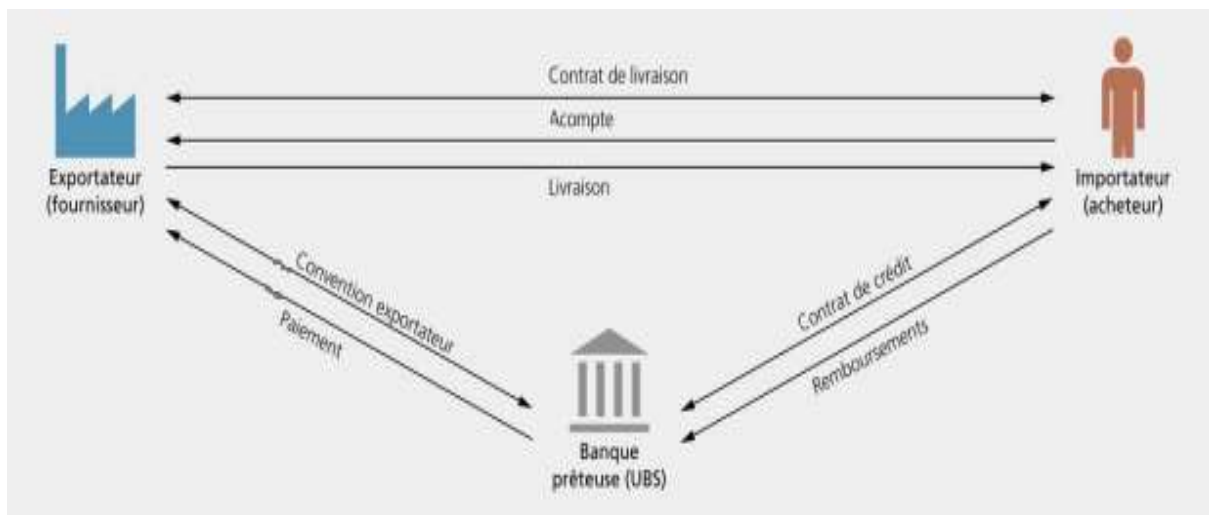 Contrat de livraison
Acompte
Livraison
Exportateur
(fournisseur)
Importateur
(acheteur)
Convention exportateur
Paiement
Contrat de crédit
Remboursements
Banque
prêteuse (UBS)